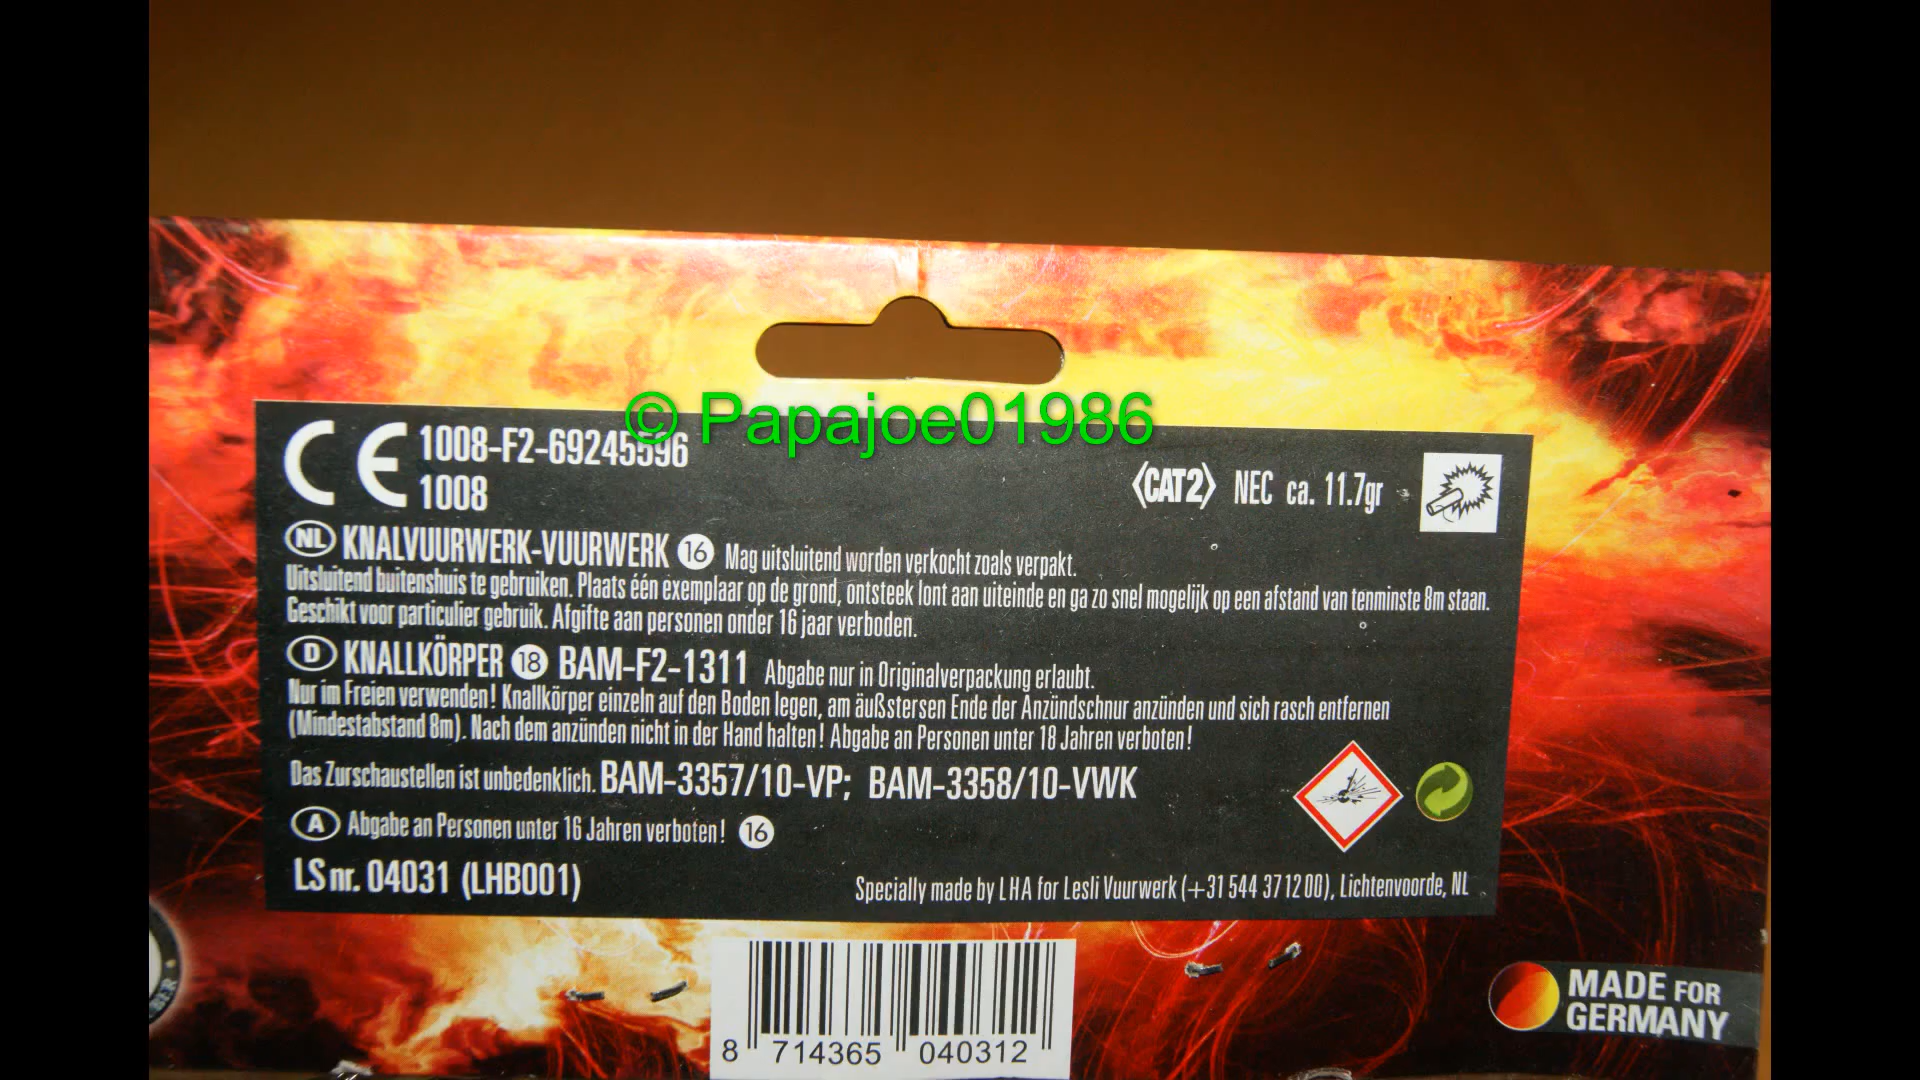 © Papajoe01986
CE 1008-F2-69245596
1008
⟨CAT2⟩ NEC ca. 11.7gr
NL KNALVUURWERK-VUURWERK 16 Mag uitsluitend worden verkocht zoals verpakt.
Uitsluitend buitenshuis te gebruiken. Plaats één exemplaar op de grond, ontsteek lont aan uiteinde en ga zo snel mogelijk op een afstand van tenminste 8m staan.
Geschikt voor particulier gebruik. Afgifte aan personen onder 16 jaar verboden.
D KNALLKÖRPER 18 BAM-F2-1311 Abgabe nur in Originalverpackung erlaubt.
Nur im Freien verwenden! Knallkörper einzeln auf den Boden legen, am äußstersen Ende der Anzündschnur anzünden und sich rasch entfernen
(Mindestabstand 8m). Nach dem anzünden nicht in der Hand halten! Abgabe an Personen unter 18 Jahren verboten!
Das Zurschaustellen ist unbedenklich. BAM-3357/10-VP; BAM-3358/10-VWK
A Abgabe an Personen unter 16 Jahren verboten! 16
LS nr. 04031 (LHB001)
Specially made by LHA for Lesli Vuurwerk (+31 544 37 12 00), Lichtenvoorde, NL
8 714365 040312
MADE FOR
GERMANY